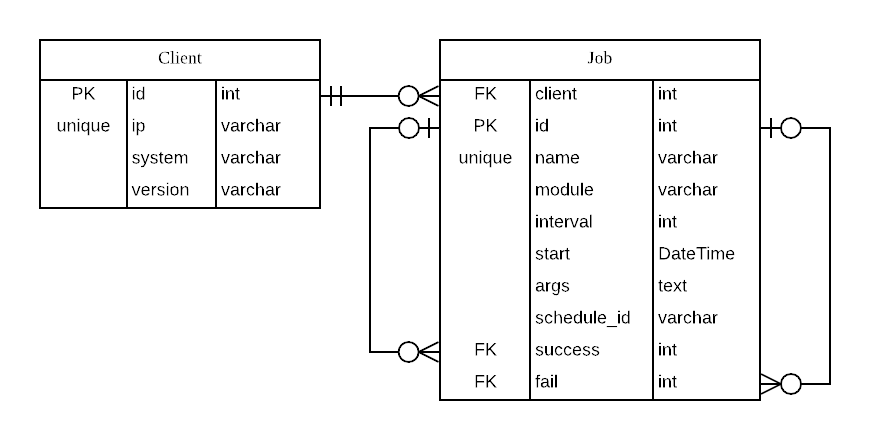 Client
PK id int
unique ip varchar
system varchar
version varchar
Job
FK client int
PK id int
unique name varchar
module varchar
interval int
start DateTime
args text
schedule_id varchar
FK success int
FK fail int